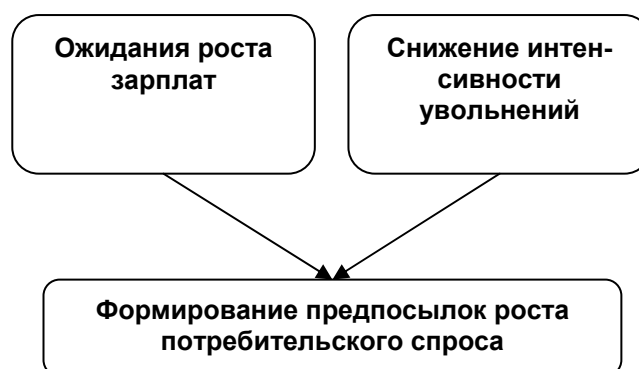 Ожидания роста
зарплат
Снижение интен-
сивности
увольнений
Формирование предпосылок роста
потребительского спроса